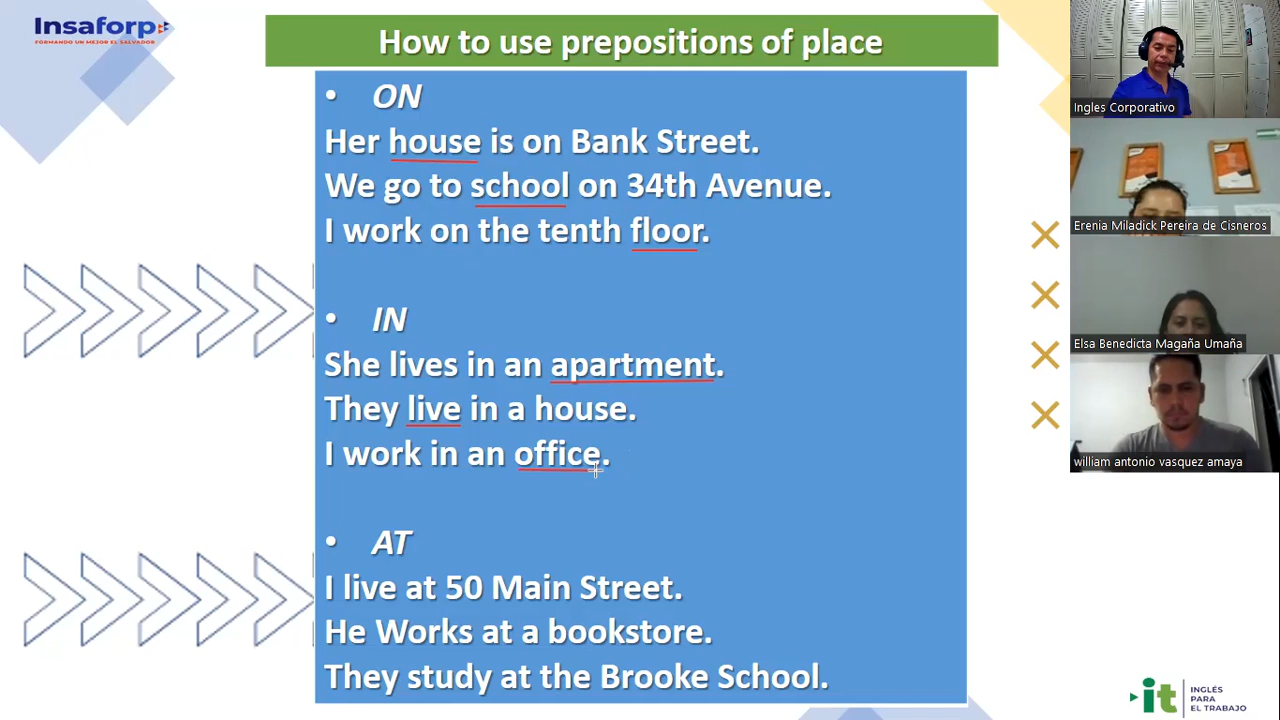 Insaforp
FORMANDO UN MEJOR EL SALVADOR
How to use prepositions of place
• ON
Her house is on Bank Street.
We go to school on 34th Avenue.
I work on the tenth floor.
• IN
She lives in an apartment.
They live in a house.
I work in an office.
• AT
I live at 50 Main Street.
He Works at a bookstore.
They study at the Brooke School.
Ingles Corporativo
Erenia Miladick Pereira de Cisneros
Elsa Benedicta Magaña Umaña
william antonio vasquez amaya
it
INGLÉS
PARA
EL TRABAJO